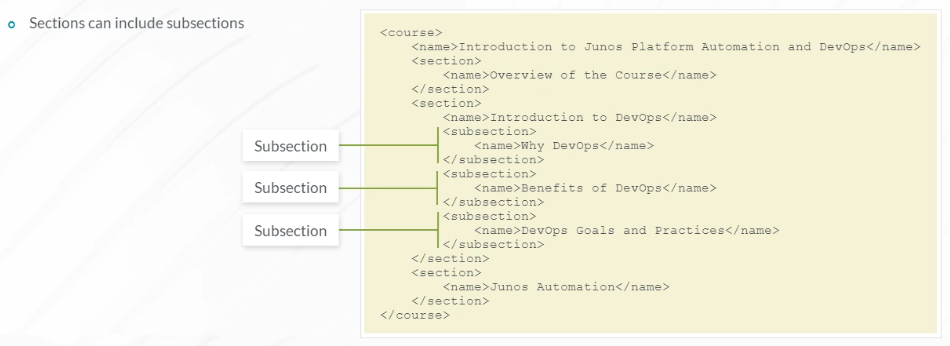 Sections can include subsections
<course>
    <name>Introduction to Junos Platform Automation and DevOps</name>
    <section>
        <name>Overview of the Course</name>
    </section>
    <section>
        <name>Introduction to DevOps</name>
        <subsection>
Subsection
            <name>Why DevOps</name>
        </subsection>
        <subsection>
Subsection
            <name>Benefits of DevOps</name>
        </subsection>
        <subsection>
Subsection
            <name>DevOps Goals and Practices</name>
        </subsection>
    </section>
    <section>
        <name>Junos Automation</name>
    </section>
</course>